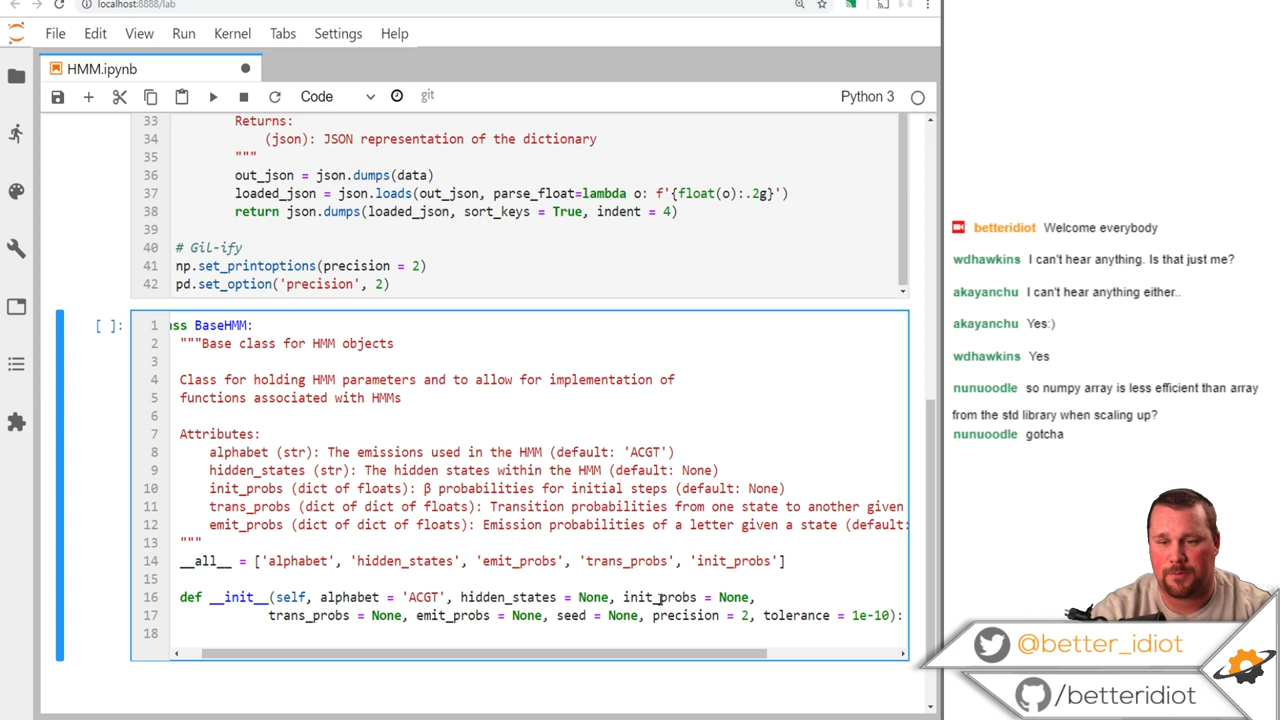 localhost:8888/lab
File Edit View Run Kernel Tabs Settings Help
HMM.ipynb
Code git Python 3
33 Returns:
34 (json): JSON representation of the dictionary
35 """
36 out_json = json.dumps(data)
37 loaded_json = json.loads(out_json, parse_float=lambda o: f'{float(o):.2g}')
38 return json.dumps(loaded_json, sort_keys = True, indent = 4)
39
40 # Gil-ify
41 np.set_printoptions(precision = 2)
42 pd.set_option('precision', 2)
[ ]:
1 ass BaseHMM:
2 """Base class for HMM objects
3
4 Class for holding HMM parameters and to allow for implementation of
5 functions associated with HMMs
6
7 Attributes:
8 alphabet (str): The emissions used in the HMM (default: 'ACGT')
9 hidden_states (str): The hidden states within the HMM (default: None)
10 init_probs (dict of floats): β probabilities for initial steps (default: None)
11 trans_probs (dict of dict of floats): Transition probabilities from one state to another given
12 emit_probs (dict of dict of floats): Emission probabilities of a letter given a state (default:
13 """
14 __all__ = ['alphabet', 'hidden_states', 'emit_probs', 'trans_probs', 'init_probs']
15
16 def __init__(self, alphabet = 'ACGT', hidden_states = None, init_probs = None,
17 trans_probs = None, emit_probs = None, seed = None, precision = 2, tolerance = 1e-10):
18
betteridiot Welcome everybody
wdhawkins I can't hear anything. Is that just me?
akayanchu I can't hear anything either..
akayanchu Yes:)
wdhawkins Yes
nunuoodle so numpy array is less efficient than array
from the std library when scaling up?
nunuoodle gotcha
@better_idiot
/betteridiot